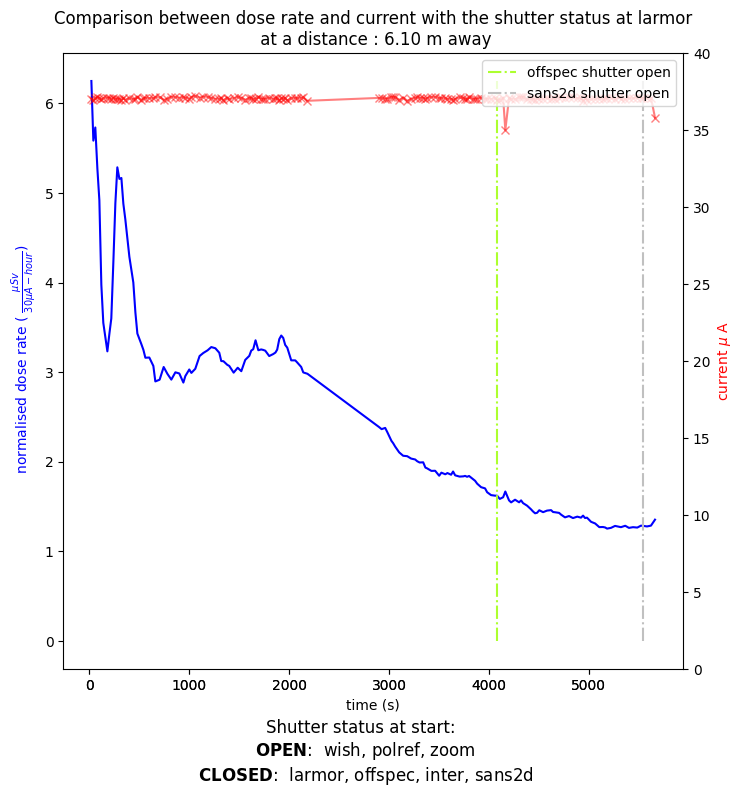 Comparison between dose rate and current with the shutter status at larmor
at a distance : 6.10 m away
offspec shutter open
sans2d shutter open
6
5
4
3
2
1
0
40
35
30
25
20
15
10
5
0
normalised dose rate ( μSv / 30μA − hour )
current μ A
0 1000 2000 3000 4000 5000
time (s)
Shutter status at start:
OPEN: wish, polref, zoom
CLOSED: larmor, offspec, inter, sans2d